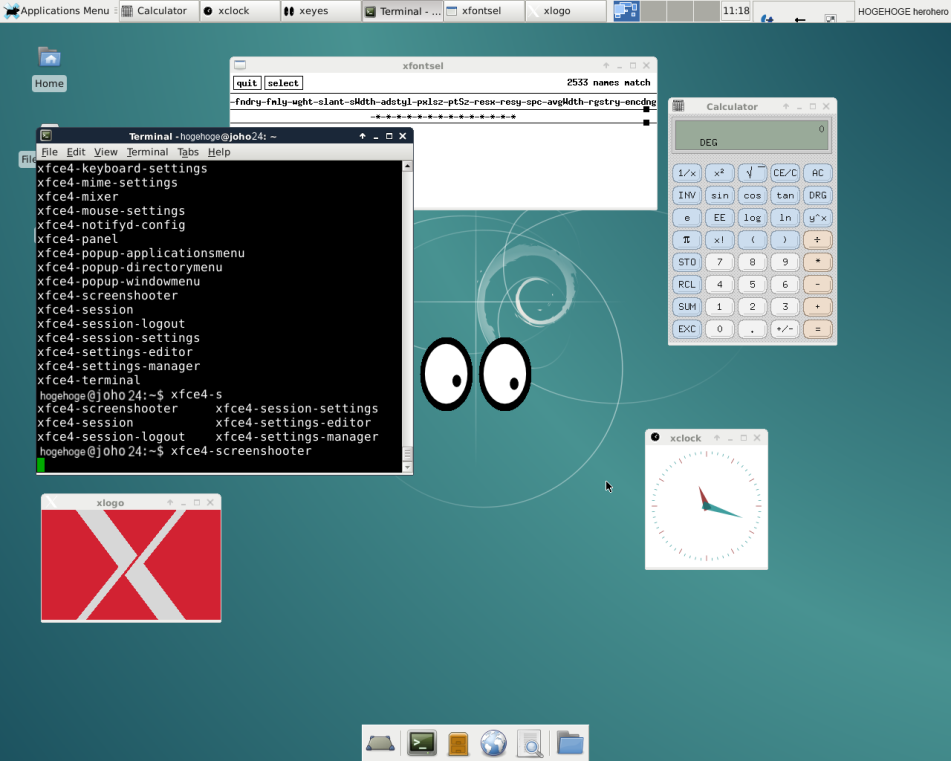 Applications Menu Calculator xclock xeyes Terminal - ... xfontsel xlogo 11:18 HOGEHOGE herohero
Home
xfontsel
quit select 2533 names match
-fndry-fmly-wght-slant-sWdth-adstyl-pxlsz-ptSz-resx-resy-spc-avgWdth-rgstry-encdng
-*-*-*-*-*-*-*-*-*-*-*-*-*-*
File
Terminal - hogehoge@joho24: ~
File Edit View Terminal Tabs Help
xfce4-keyboard-settings
xfce4-mime-settings
xfce4-mixer
xfce4-mouse-settings
xfce4-notifyd-config
xfce4-panel
xfce4-popup-applicationsmenu
xfce4-popup-directorymenu
xfce4-popup-windowmenu
xfce4-screenshooter
xfce4-session
xfce4-session-logout
xfce4-session-settings
xfce4-settings-editor
xfce4-settings-manager
xfce4-terminal
hogehoge@joho24:~$ xfce4-s
xfce4-screenshooter xfce4-session-settings
xfce4-session xfce4-settings-editor
xfce4-session-logout xfce4-settings-manager
hogehoge@joho24:~$ xfce4-screenshooter
Calculator
0
DEG
1/x x² √‾ CE/C AC
INV sin cos tan DRG
e EE log ln y^x
π x! ( ) ÷
STO 7 8 9 *
RCL 4 5 6 -
SUM 1 2 3 +
EXC 0 . +/- =
xclock
xlogo